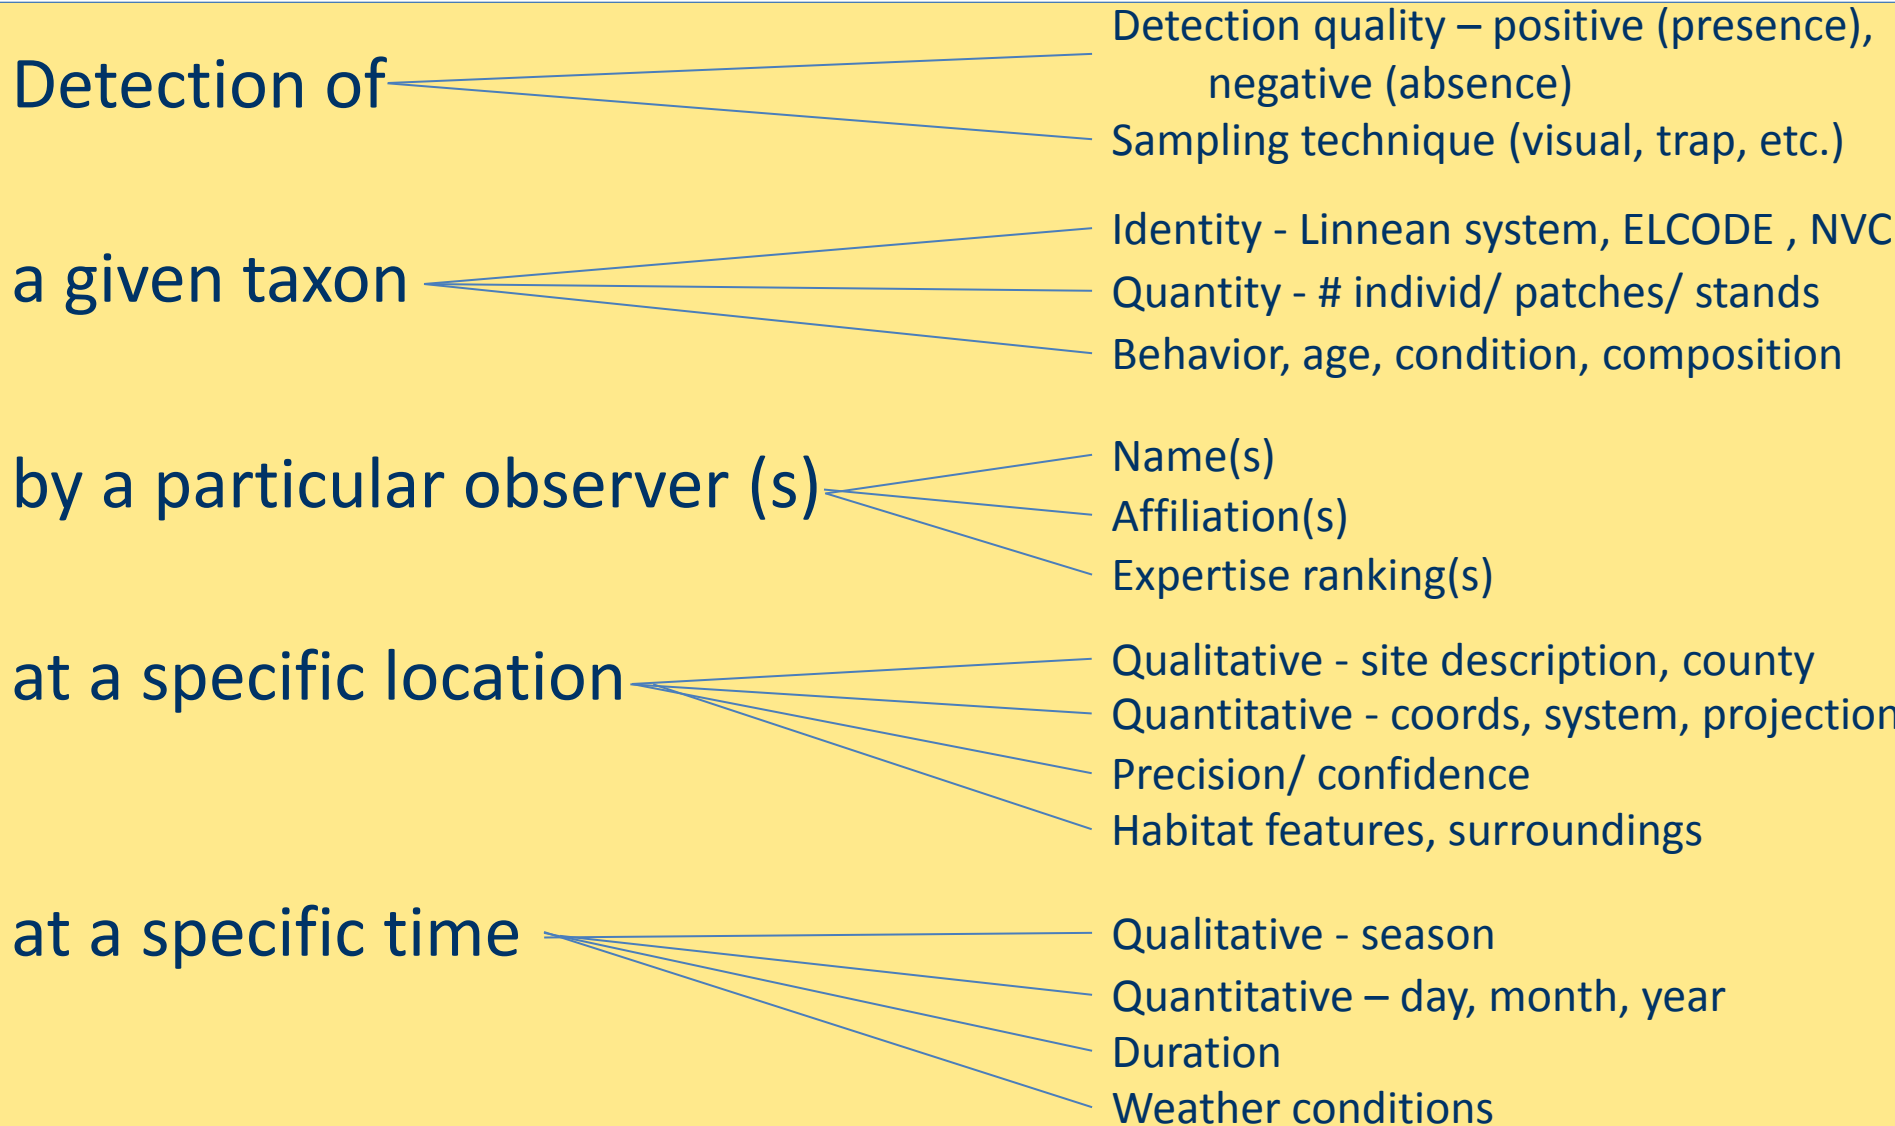 Detection of
Detection quality – positive (presence),
negative (absence)
Sampling technique (visual, trap, etc.)
a given taxon
Identity - Linnean system, ELCODE , NVC
Quantity - # individ/ patches/ stands
Behavior, age, condition, composition
by a particular observer (s)
Name(s)
Affiliation(s)
Expertise ranking(s)
at a specific location
Qualitative - site description, county
Quantitative - coords, system, projection
Precision/ confidence
Habitat features, surroundings
at a specific time
Qualitative - season
Quantitative – day, month, year
Duration
Weather conditions